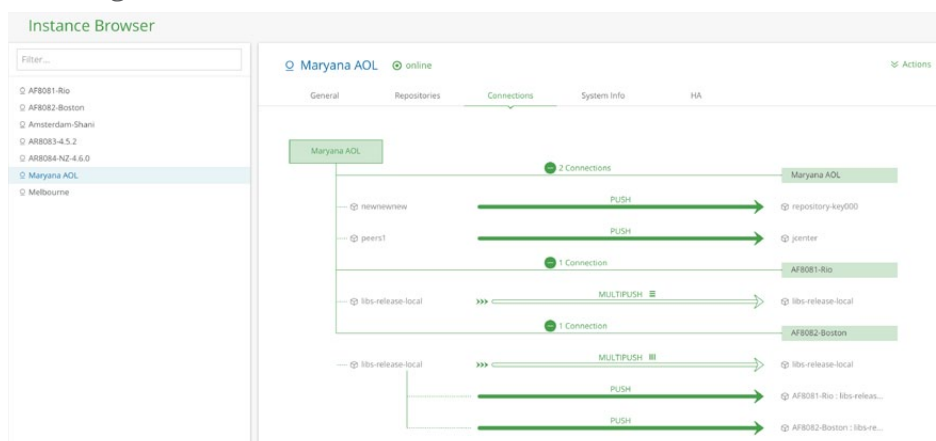 Instance Browser
Filter...
AF8081-Rio
AF8082-Boston
Amsterdam-Shani
AR8083-4.5.2
AR8084-NZ-4.6.0
Maryana AOL
Melbourne
Maryana AOL online
Actions
General Repositories Connections System Info HA
Maryana AOL
2 Connections
Maryana AOL
newnewnew PUSH repository-key000
peers1 PUSH jcenter
1 Connection
AF8081-Rio
libs-release-local MULTIPUSH libs-release-local
1 Connection
AF8082-Boston
libs-release-local MULTIPUSH libs-release-local
PUSH AF8081-Rio : libs-releas...
PUSH AF8082-Boston : libs-re...